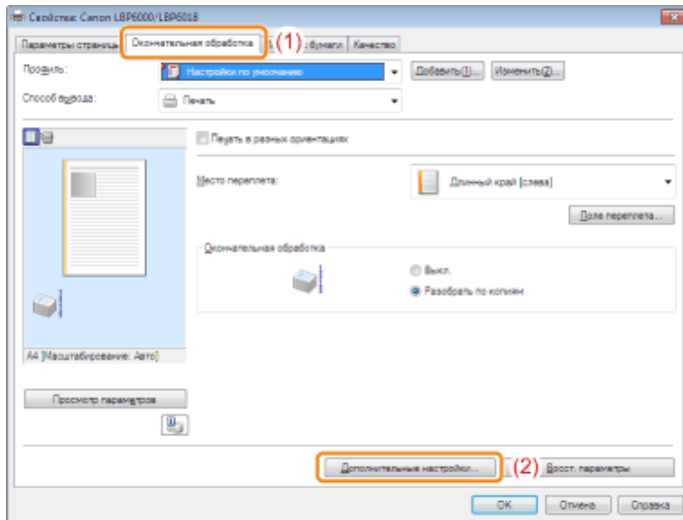 Свойства: Canon LBP6000/LBP6018
Параметры страницы Окончательная обработка (1) бумаги Качество
Профиль: Настройки по умолчанию Добавить(1)... Изменить(2)...
Способ вывода: Печать
Печать в разных ориентациях
Место переплета: Длинный край [слева]
Поле переплета...
Окончательная обработка
Выкл.
Разобрать по копиям
A4 [Масштабирование: Авто]
Просмотр параметров
Дополнительные настройки... (2) Восст. параметры
OK Отмена Справка